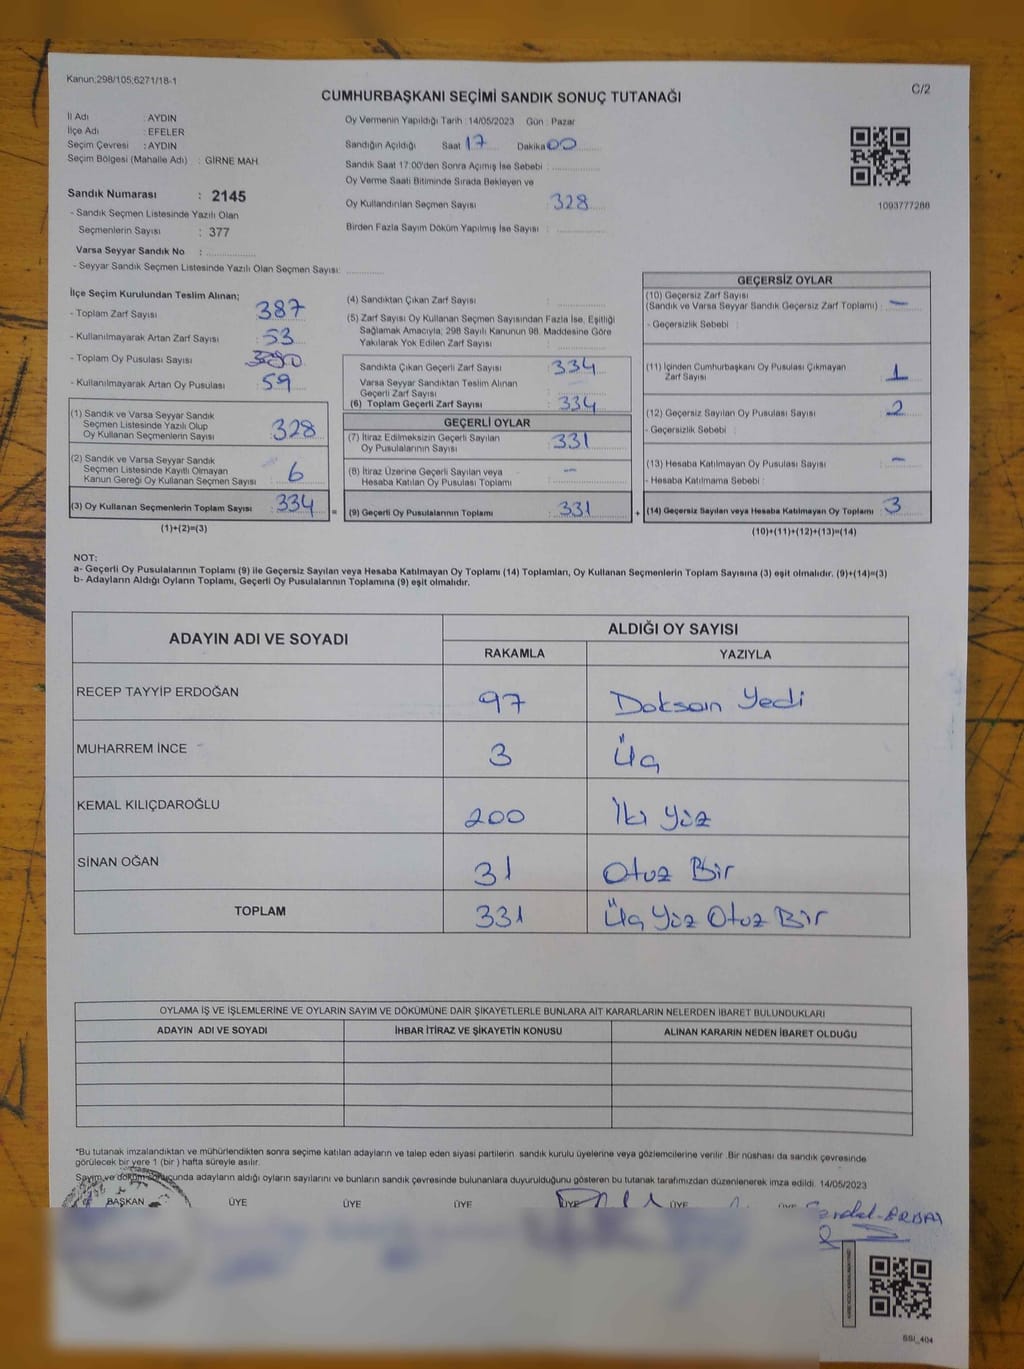 Kanun:298/105;6271/18-1
C/2
CUMHURBAŞKANI SEÇİMİ SANDIK SONUÇ TUTANAĞI
İl Adı : AYDIN
İlçe Adı : EFELER
Seçim Çevresi : AYDIN
Seçim Bölgesi (Mahalle Adı) : GİRNE MAH.
Sandık Numarası : 2145
- Sandık Seçmen Listesinde Yazılı Olan
Seçmenlerin Sayısı : 377
Varsa Seyyar Sandık No :
- Seyyar Sandık Seçmen Listesinde Yazılı Olan Seçmen Sayısı:
Oy Vermenin Yapıldığı Tarih : 14/05/2023 Gün : Pazar
Sandığın Açıldığı Saat 17 Dakika 00
Sandık Saat 17:00'den Sonra Açılmış İse Sebebi :
Oy Verme Saati Bitiminde Sırada Bekleyen ve
Oy Kullandırılan Seçmen Sayısı 328
Birden Fazla Sayım Döküm Yapılmış İse Sayısı :
1093777288
İlçe Seçim Kurulundan Teslim Alınan;
- Toplam Zarf Sayısı 387
- Kullanılmayarak Artan Zarf Sayısı : 53
- Toplam Oy Pusulası Sayısı
- Kullanılmayarak Artan Oy Pusulası : 59
(1) Sandık ve Varsa Seyyar Sandık
Seçmen Listesinde Yazılı Olup
Oy Kullanan Seçmenlerin Sayısı : 328
(2) Sandık ve Varsa Seyyar Sandık
Seçmen Listesinde Kayıtlı Olmayan
Kanun Gereği Oy Kullanan Seçmen Sayısı : 6
(3) Oy Kullanan Seçmenlerin Toplam Sayısı : 334
(1)+(2)=(3)
(4) Sandıktan Çıkan Zarf Sayısı :
(5) Zarf Sayısı Oy Kullanan Seçmen Sayısından Fazla İse, Eşitliği
Sağlamak Amacıyla, 298 Sayılı Kanunun 98. Maddesine Göre
Yakılarak Yok Edilen Zarf Sayısı :
Sandıkta Çıkan Geçerli Zarf Sayısı : 334
Varsa Seyyar Sandıktan Teslim Alınan
Geçerli Zarf Sayısı :
(6) Toplam Geçerli Zarf Sayısı : 334
GEÇERLİ OYLAR
(7) İtiraz Edilmeksizin Geçerli Sayılan
Oy Pusulalarının Sayısı : 331
(8) İtiraz Üzerine Geçerli Sayılan veya
Hesaba Katılan Oy Pusulası Toplamı : —
= (9) Geçerli Oy Pusulalarının Toplamı : 331
GEÇERSİZ OYLAR
(10) Geçersiz Zarf Sayısı
(Sandık ve Varsa Seyyar Sandık Geçersiz Zarf Toplamı) : —
- Geçersizlik Sebebi :
(11) İçinden Cumhurbaşkanı Oy Pusulası Çıkmayan
Zarf Sayısı : 1
(12) Geçersiz Sayılan Oy Pusulası Sayısı : 2
- Geçersizlik Sebebi :
(13) Hesaba Katılmayan Oy Pusulası Sayısı : —
- Hesaba Katılmama Sebebi :
+ (14) Geçersiz Sayılan veya Hesaba Katılmayan Oy Toplamı : 3
(10)+(11)+(12)+(13)=(14)
NOT:
a- Geçerli Oy Pusulalarının Toplamı (9) ile Geçersiz Sayılan veya Hesaba Katılmayan Oy Toplamı (14) Toplamları, Oy Kullanan Seçmenlerin Toplam Sayısına (3) eşit olmalıdır. (9)+(14)=(3)
b- Adayların Aldığı Oyların Toplamı, Geçerli Oy Pusulalarının Toplamına (9) eşit olmalıdır.
ADAYIN ADI VE SOYADI
ALDIĞI OY SAYISI
RAKAMLA YAZIYLA
RECEP TAYYİP ERDOĞAN 97 Doksan Yedi
MUHARREM İNCE 3 Üç
KEMAL KILIÇDAROĞLU 200 İki Yüz
SİNAN OĞAN 31 Otuz Bir
TOPLAM 331 Üç Yüz Otuz Bir
OYLAMA İŞ VE İŞLEMLERİNE VE OYLARIN SAYIM VE DÖKÜMÜNE DAİR ŞİKAYETLERLE BUNLARA AİT KARARLARIN NELERDEN İBARET BULUNDUKLARI
ADAYIN ADI VE SOYADI İHBAR İTİRAZ VE ŞİKAYETİN KONUSU ALINAN KARARIN NEDEN İBARET OLDUĞU
*Bu tutanak imzalandıktan ve mühürlendikten sonra seçime katılan adayların ve talep eden siyasi partilerin sandık kurulu üyelerine veya gözlemcilerine verilir .Bir nüshası da sandık çevresinde
görülecek bir yere 1 (bir ) hafta süreyle asılır.
Sayım ve döküm sonucunda adayların aldığı oyların sayılarını ve bunların sandık çevresinde bulunanlara duyurulduğunu gösteren bu tutanak tarafımızdan düzenlenerek imza edildi. 14/05/2023
BAŞKAN ÜYE ÜYE ÜYE ÜYE ÜYE ÜYE
SSI_404